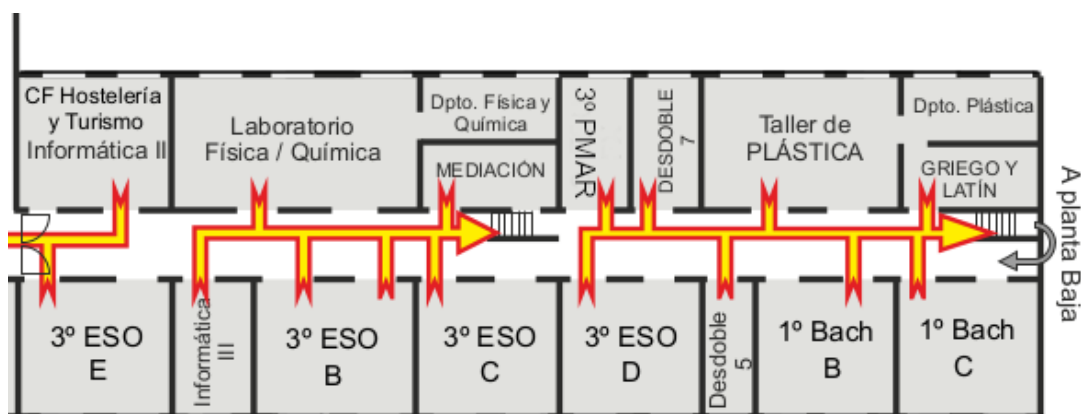 CF Hostelería
y Turismo
Informática II
Laboratorio
Física / Química
Dpto. Física y
Química
MEDIACIÓN
3º PMAR
DESDOBLE
7
Taller de
PLÁSTICA
Dpto. Plástica
GRIEGO Y
LATÍN
A planta Baja
3º ESO
E
Informática
III
3º ESO
B
3º ESO
C
3º ESO
D
Desdoble
5
1º Bach
B
1º Bach
C